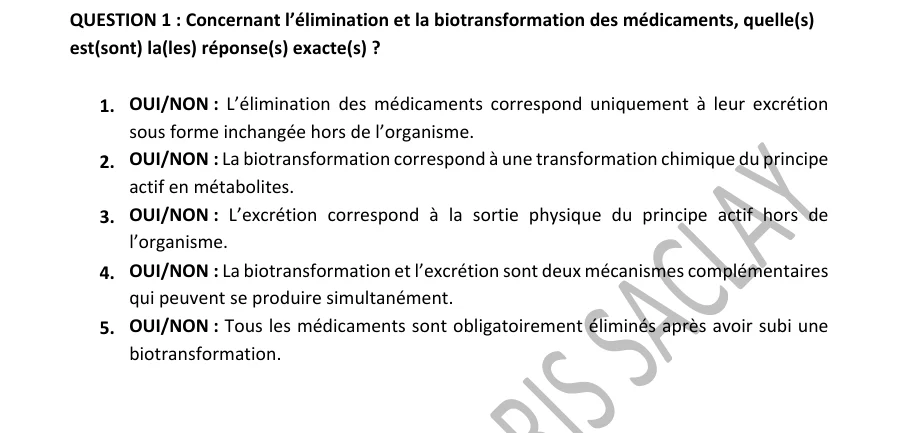 QUESTION 1 : Concernant l’élimination et la biotransformation des médicaments, quelle(s)
est(sont) la(les) réponse(s) exacte(s) ?
1. OUI/NON : L’élimination des médicaments correspond uniquement à leur excrétion
sous forme inchangée hors de l’organisme.
2. OUI/NON : La biotransformation correspond à une transformation chimique du principe
actif en métabolites.
3. OUI/NON : L’excrétion correspond à la sortie physique du principe actif hors de
l’organisme.
4. OUI/NON : La biotransformation et l’excrétion sont deux mécanismes complémentaires
qui peuvent se produire simultanément.
5. OUI/NON : Tous les médicaments sont obligatoirement éliminés après avoir subi une
biotransformation.
RIS SACLAY